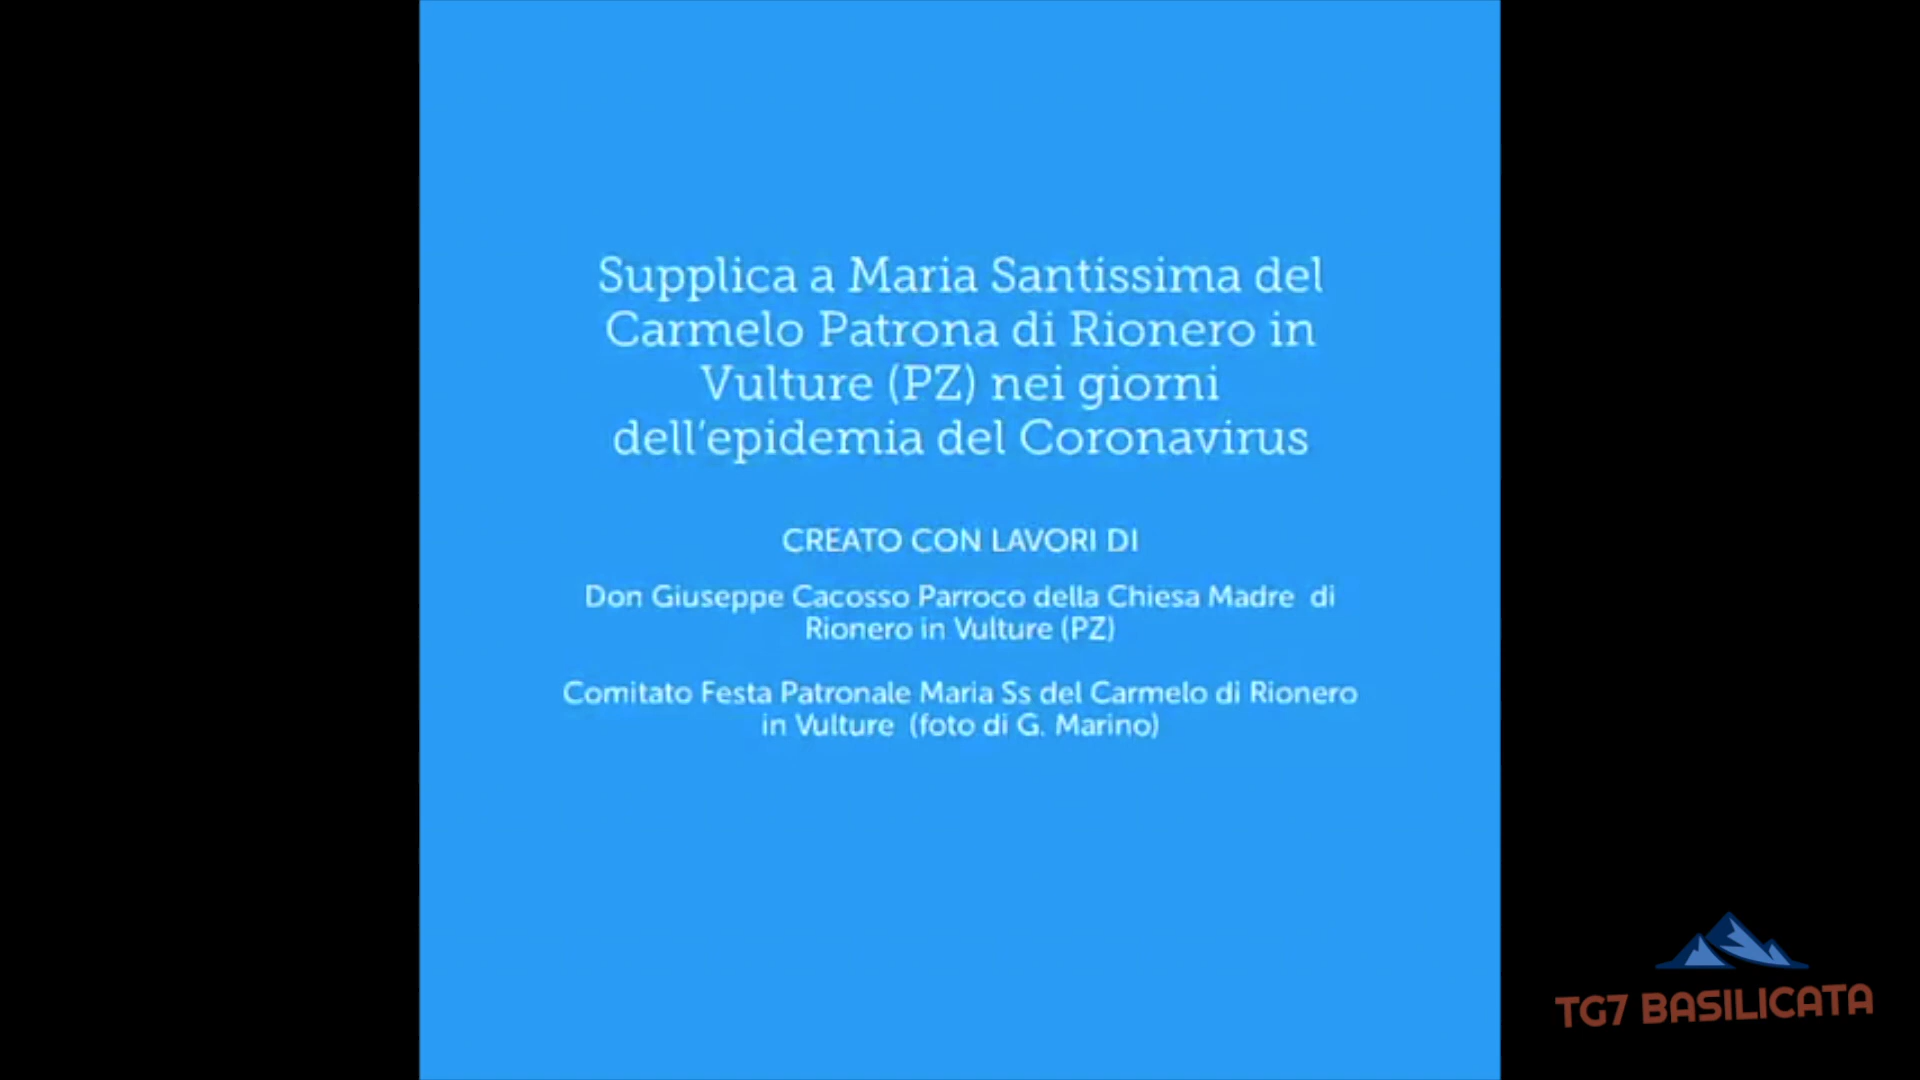 Supplica a Maria Santissima del
Carmelo Patrona di Rionero in
Vulture (PZ) nei giorni
dell'epidemia del Coronavirus
CREATO CON LAVORI DI
Don Giuseppe Cacosso Parroco della Chiesa Madre di
Rionero in Vulture (PZ)
Comitato Festa Patronale Maria Ss del Carmelo di Rionero
in Vulture (foto di G. Marino)
TG7 BASILICATA